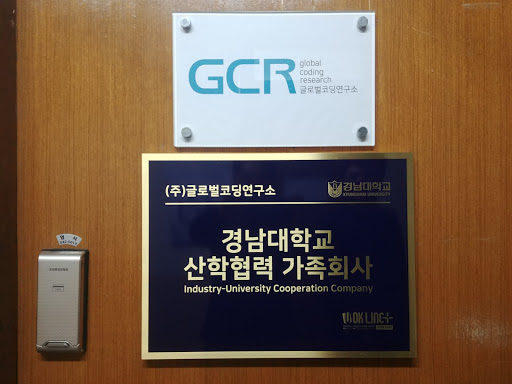 GCR
global
coding
research
글로벌코딩연구소
(주)글로벌코딩연구소
경남대학교
KYUNGNAM UNIVERSITY
경남대학교
산학협력 가족회사
Industry-University Cooperation Company
LINC+
SAMSUNG